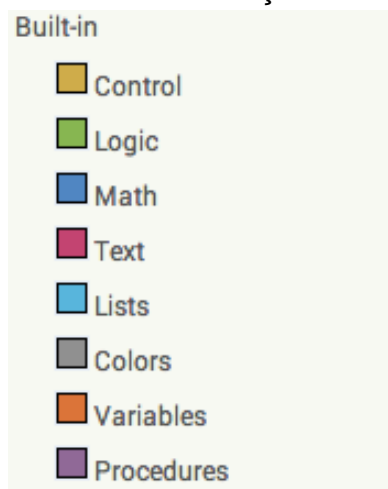 Built-in
Control
Logic
Math
Text
Lists
Colors
Variables
Procedures